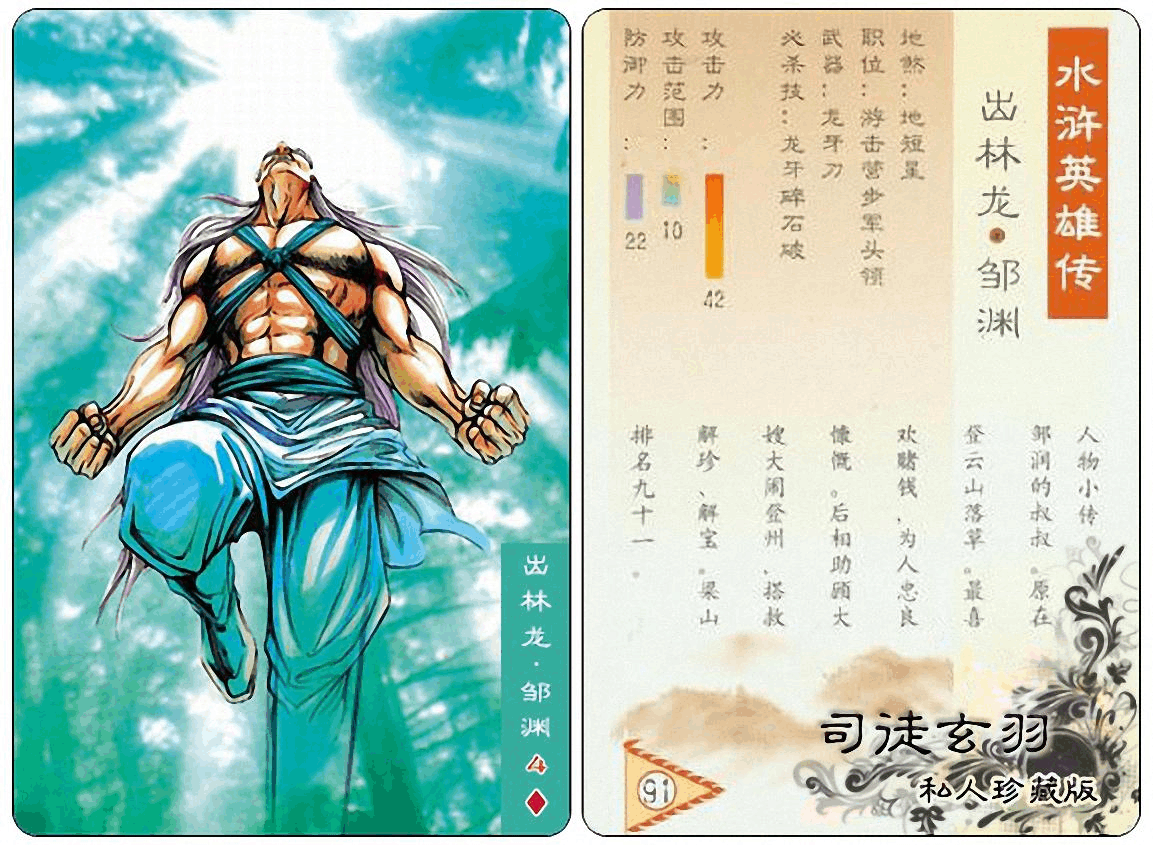 出林龙·邹渊
4
水浒英雄传
出林龙·邹渊
地煞：地短星
职位：游击营步军头领
武器：龙牙刀
必杀技：龙牙碎石破
攻击力：
42
攻击范围：
10
防御力：
22
人物小传
邹润的叔叔。原在
登云山落草。最喜
欢赌钱，为人忠良
慷慨。后相助顾大
嫂大闹登州、搭救
解珍、解宝。梁山
排名九十一。
91
司徒玄羽
私人珍藏版